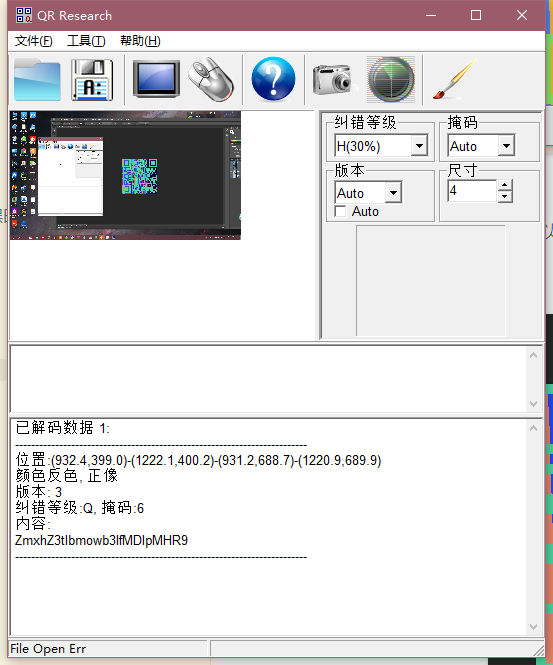 QR Research
文件(F) 工具(T) 帮助(H)
A:
纠错等级
掩码
H(30%)
Auto
版本
尺寸
Auto
4
Auto
已解码数据 1:
----------------------------------------------------------------------
位置:(932.4,399.0)-(1222.1,400.2)-(931.2,688.7)-(1220.9,689.9)
颜色反色, 正像
版本: 3
纠错等级:Q, 掩码:6
内容:
ZmxhZ3tlbmowb3lfMDlpMHR9
----------------------------------------------------------------------
File Open Err